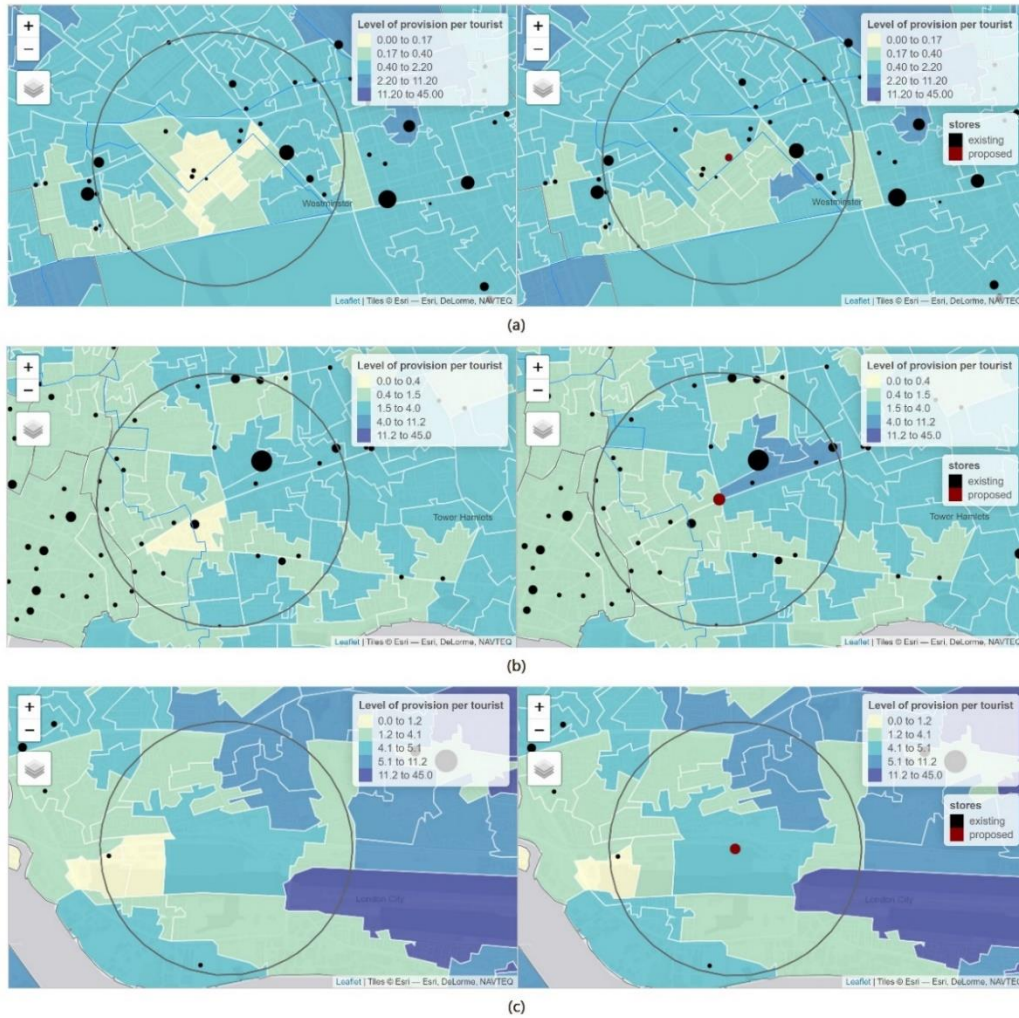 +
−
Level of provision per tourist
0.00 to 0.17
0.17 to 0.40
0.40 to 2.20
2.20 to 11.20
11.20 to 45.00
Westminster
Leaflet | Tiles © Esri — Esri, DeLorme, NAVTEQ
+
−
Level of provision per tourist
0.00 to 0.17
0.17 to 0.40
0.40 to 2.20
2.20 to 11.20
11.20 to 45.00
stores
existing
proposed
Westminster
Leaflet | Tiles © Esri — Esri, DeLorme, NAVTEQ
(a)
+
−
Level of provision per tourist
0.0 to 0.4
0.4 to 1.5
1.5 to 4.0
4.0 to 11.2
11.2 to 45.0
Tower Hamlets
Leaflet | Tiles © Esri — Esri, DeLorme, NAVTEQ
+
−
Level of provision per tourist
0.0 to 0.4
0.4 to 1.5
1.5 to 4.0
4.0 to 11.2
11.2 to 45.0
stores
existing
proposed
Tower Hamlets
Leaflet | Tiles © Esri — Esri, DeLorme, NAVTEQ
(b)
+
−
Level of provision per tourist
0.0 to 1.2
1.2 to 4.1
4.1 to 5.1
5.1 to 11.2
11.2 to 45.0
London City
Leaflet | Tiles © Esri — Esri, DeLorme, NAVTEQ
+
−
Level of provision per tourist
0.0 to 1.2
1.2 to 4.1
4.1 to 5.1
5.1 to 11.2
11.2 to 45.0
stores
existing
proposed
London City
Leaflet | Tiles © Esri — Esri, DeLorme, NAVTEQ
(c)